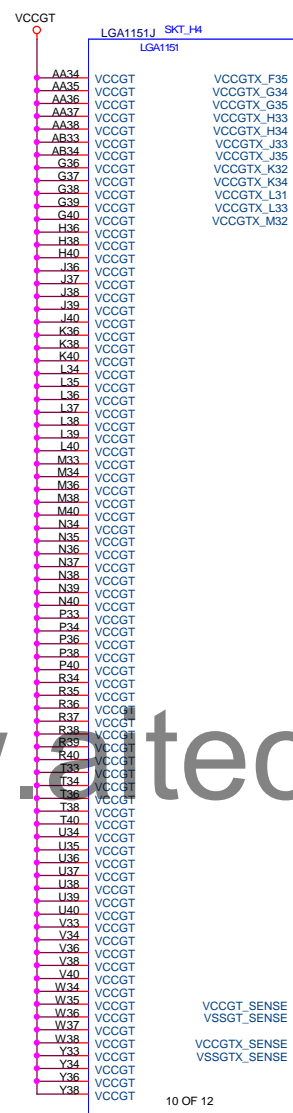 VCCGT
LGA1151J SKT_H4
LGA1151
AA34 VCCGT VCCGTX_F35
AA35 VCCGT VCCGTX_G34
AA36 VCCGT VCCGTX_G35
AA37 VCCGT VCCGTX_H33
AA38 VCCGT VCCGTX_H34
AB33 VCCGT VCCGTX_J33
AB34 VCCGT VCCGTX_J35
G36 VCCGT VCCGTX_K32
G37 VCCGT VCCGTX_K34
G38 VCCGT VCCGTX_L31
G39 VCCGT VCCGTX_L33
G40 VCCGT VCCGTX_M32
H36 VCCGT
H38 VCCGT
H40 VCCGT
J36 VCCGT
J37 VCCGT
J38 VCCGT
J39 VCCGT
J40 VCCGT
K36 VCCGT
K38 VCCGT
K40 VCCGT
L34 VCCGT
L35 VCCGT
L36 VCCGT
L37 VCCGT
L38 VCCGT
L39 VCCGT
L40 VCCGT
M33 VCCGT
M34 VCCGT
M36 VCCGT
M38 VCCGT
M40 VCCGT
N34 VCCGT
N35 VCCGT
N36 VCCGT
N37 VCCGT
N38 VCCGT
N39 VCCGT
N40 VCCGT
P33 VCCGT
P34 VCCGT
P36 VCCGT
P38 VCCGT
P40 VCCGT
R34 VCCGT
R35 VCCGT
R36 VCCGT
R37 VCCGT
R38 VCCGT
R39 VCCGT
R40 VCCGT
T33 VCCGT
T34 VCCGT
T36 VCCGT
T38 VCCGT
T40 VCCGT
U34 VCCGT
U35 VCCGT
U36 VCCGT
U37 VCCGT
U38 VCCGT
U39 VCCGT
U40 VCCGT
V33 VCCGT
V34 VCCGT
V36 VCCGT
V38 VCCGT
V40 VCCGT
W34 VCCGT
W35 VCCGT VCCGT_SENSE
W36 VCCGT VSSGT_SENSE
W37 VCCGT
W38 VCCGT VCCGTX_SENSE
Y33 VCCGT VSSGTX_SENSE
Y34 VCCGT
Y36 VCCGT
Y38 VCCGT 10 OF 12
.aitec